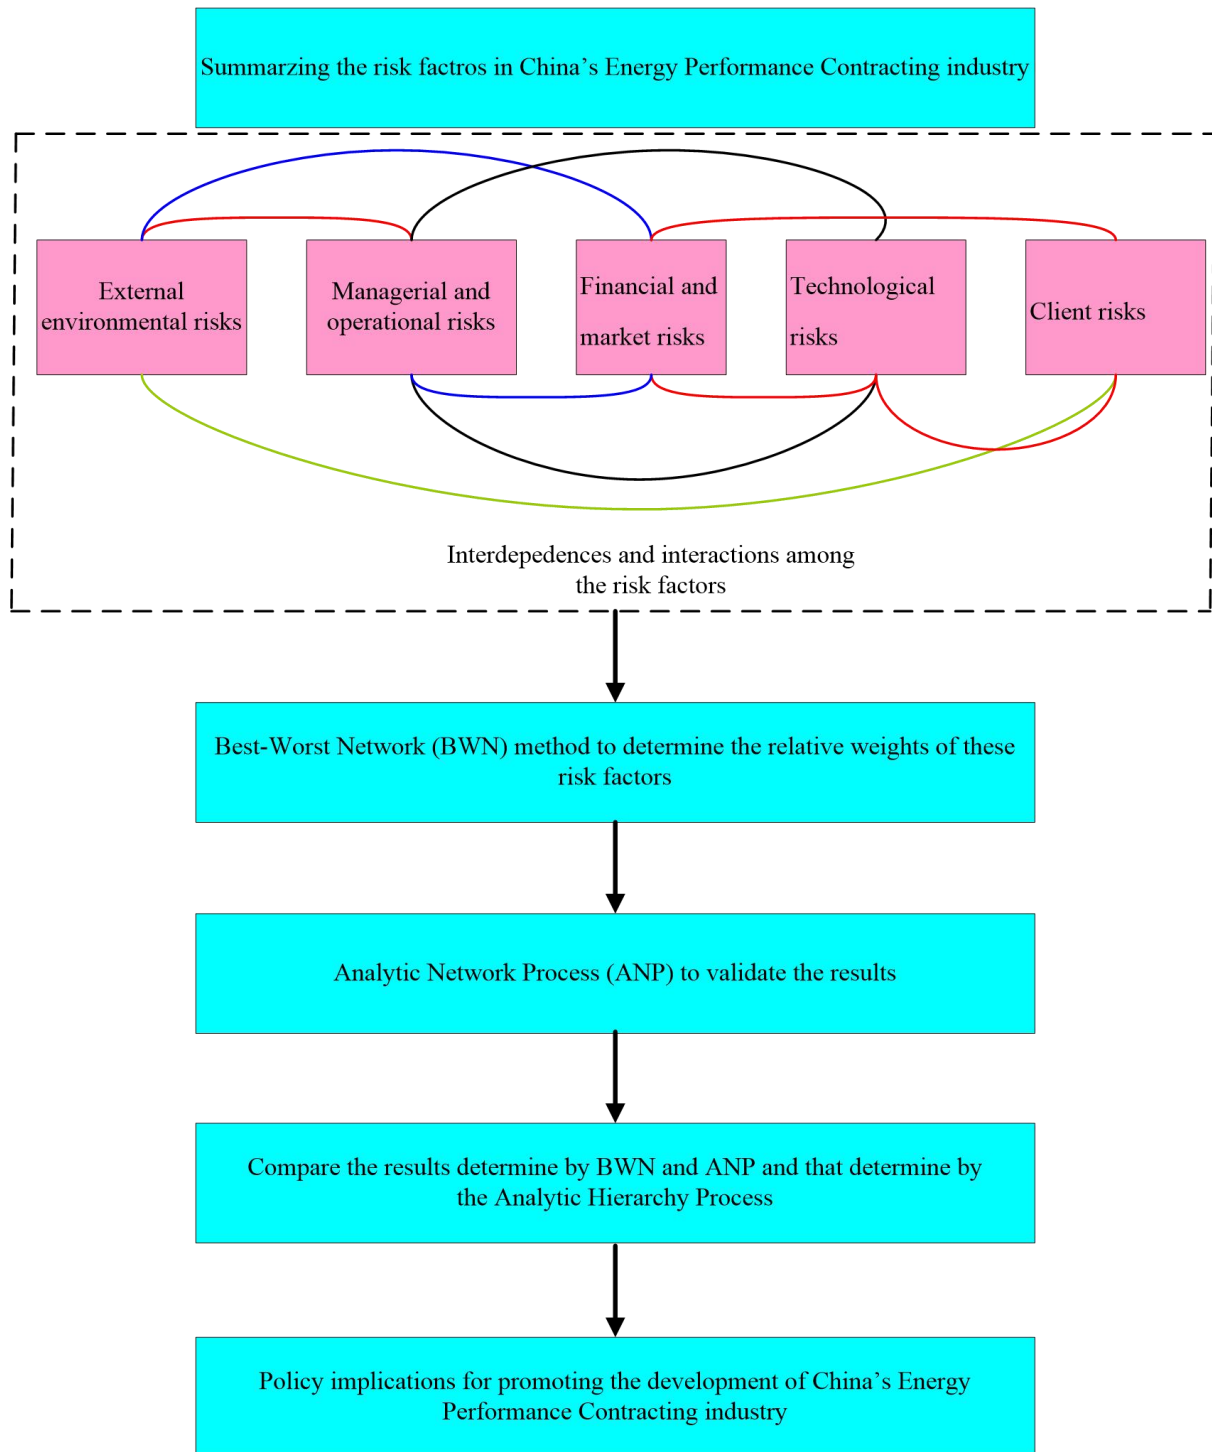 Summarzing the risk factros in China’s Energy Performance Contracting industry
External
environmental risks
Managerial and
operational risks
Financial and
market risks
Technological
risks
Client risks
Interdepedences and interactions among
the risk factors
Best-Worst Network (BWN) method to determine the relative weights of these
risk factors
Analytic Network Process (ANP) to validate the results
Compare the results determine by BWN and ANP and that determine by
the Analytic Hierarchy Process
Policy implications for promoting the development of China’s Energy
Performance Contracting industry